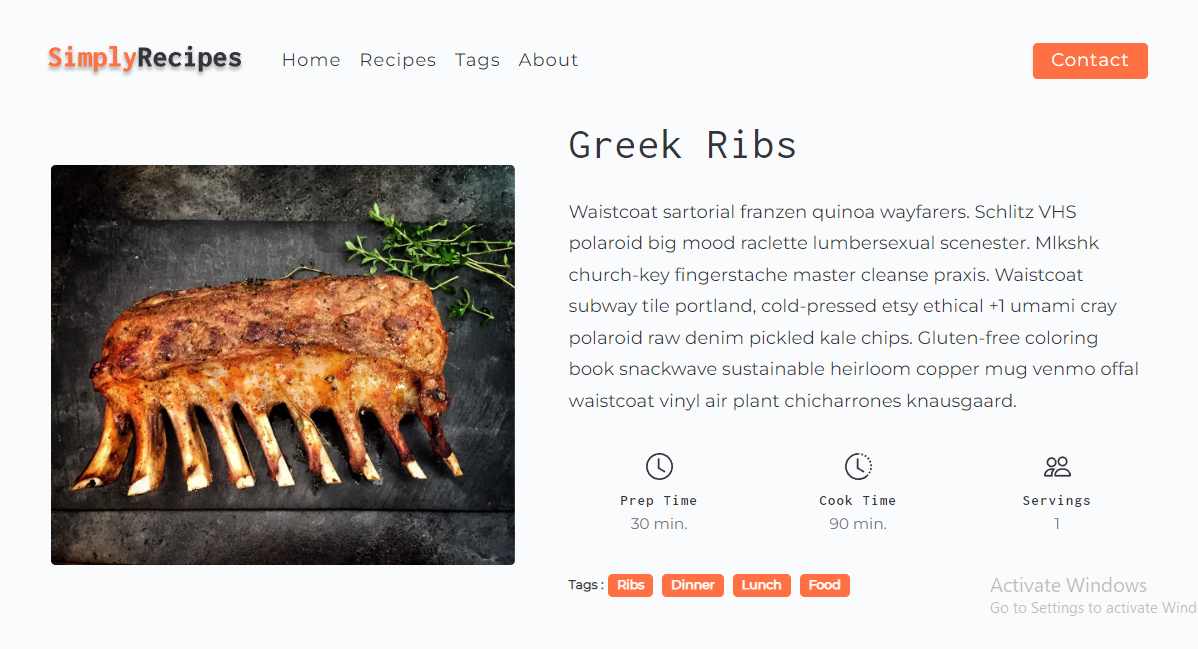 SimplyRecipes Home Recipes Tags About Contact
Greek Ribs
Waistcoat sartorial franzen quinoa wayfarers. Schlitz VHS
polaroid big mood raclette lumbersexual scenester. Mlkshk
church-key fingerstache master cleanse praxis. Waistcoat
subway tile portland, cold-pressed etsy ethical +1 umami cray
polaroid raw denim pickled kale chips. Gluten-free coloring
book snackwave sustainable heirloom copper mug venmo offal
waistcoat vinyl air plant chicharrones knausgaard.
Prep Time Cook Time Servings
30 min. 90 min. 1
Tags : Ribs Dinner Lunch Food
Activate Windows
Go to Settings to activate Wind